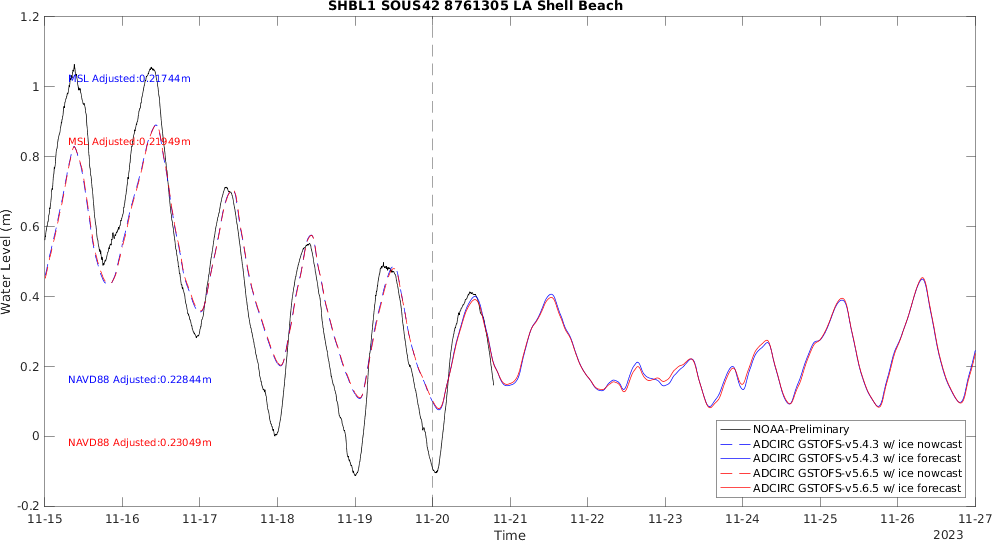 SHBL1 SOUS42 8761305 LA Shell Beach
Water Level (m)
1.2
1
0.8
0.6
0.4
0.2
0
-0.2
MSL Adjusted:0.21744m
MSL Adjusted:0.21949m
NAVD88 Adjusted:0.22844m
NAVD88 Adjusted:0.23049m
NOAA-Preliminary
ADCIRC GSTOFS-v5.4.3 w/ ice nowcast
ADCIRC GSTOFS-v5.4.3 w/ ice forecast
ADCIRC GSTOFS-v5.6.5 w/ ice nowcast
ADCIRC GSTOFS-v5.6.5 w/ ice forecast
11-15 11-16 11-17 11-18 11-19 11-20 11-21 11-22 11-23 11-24 11-25 11-26 11-27
Time
2023